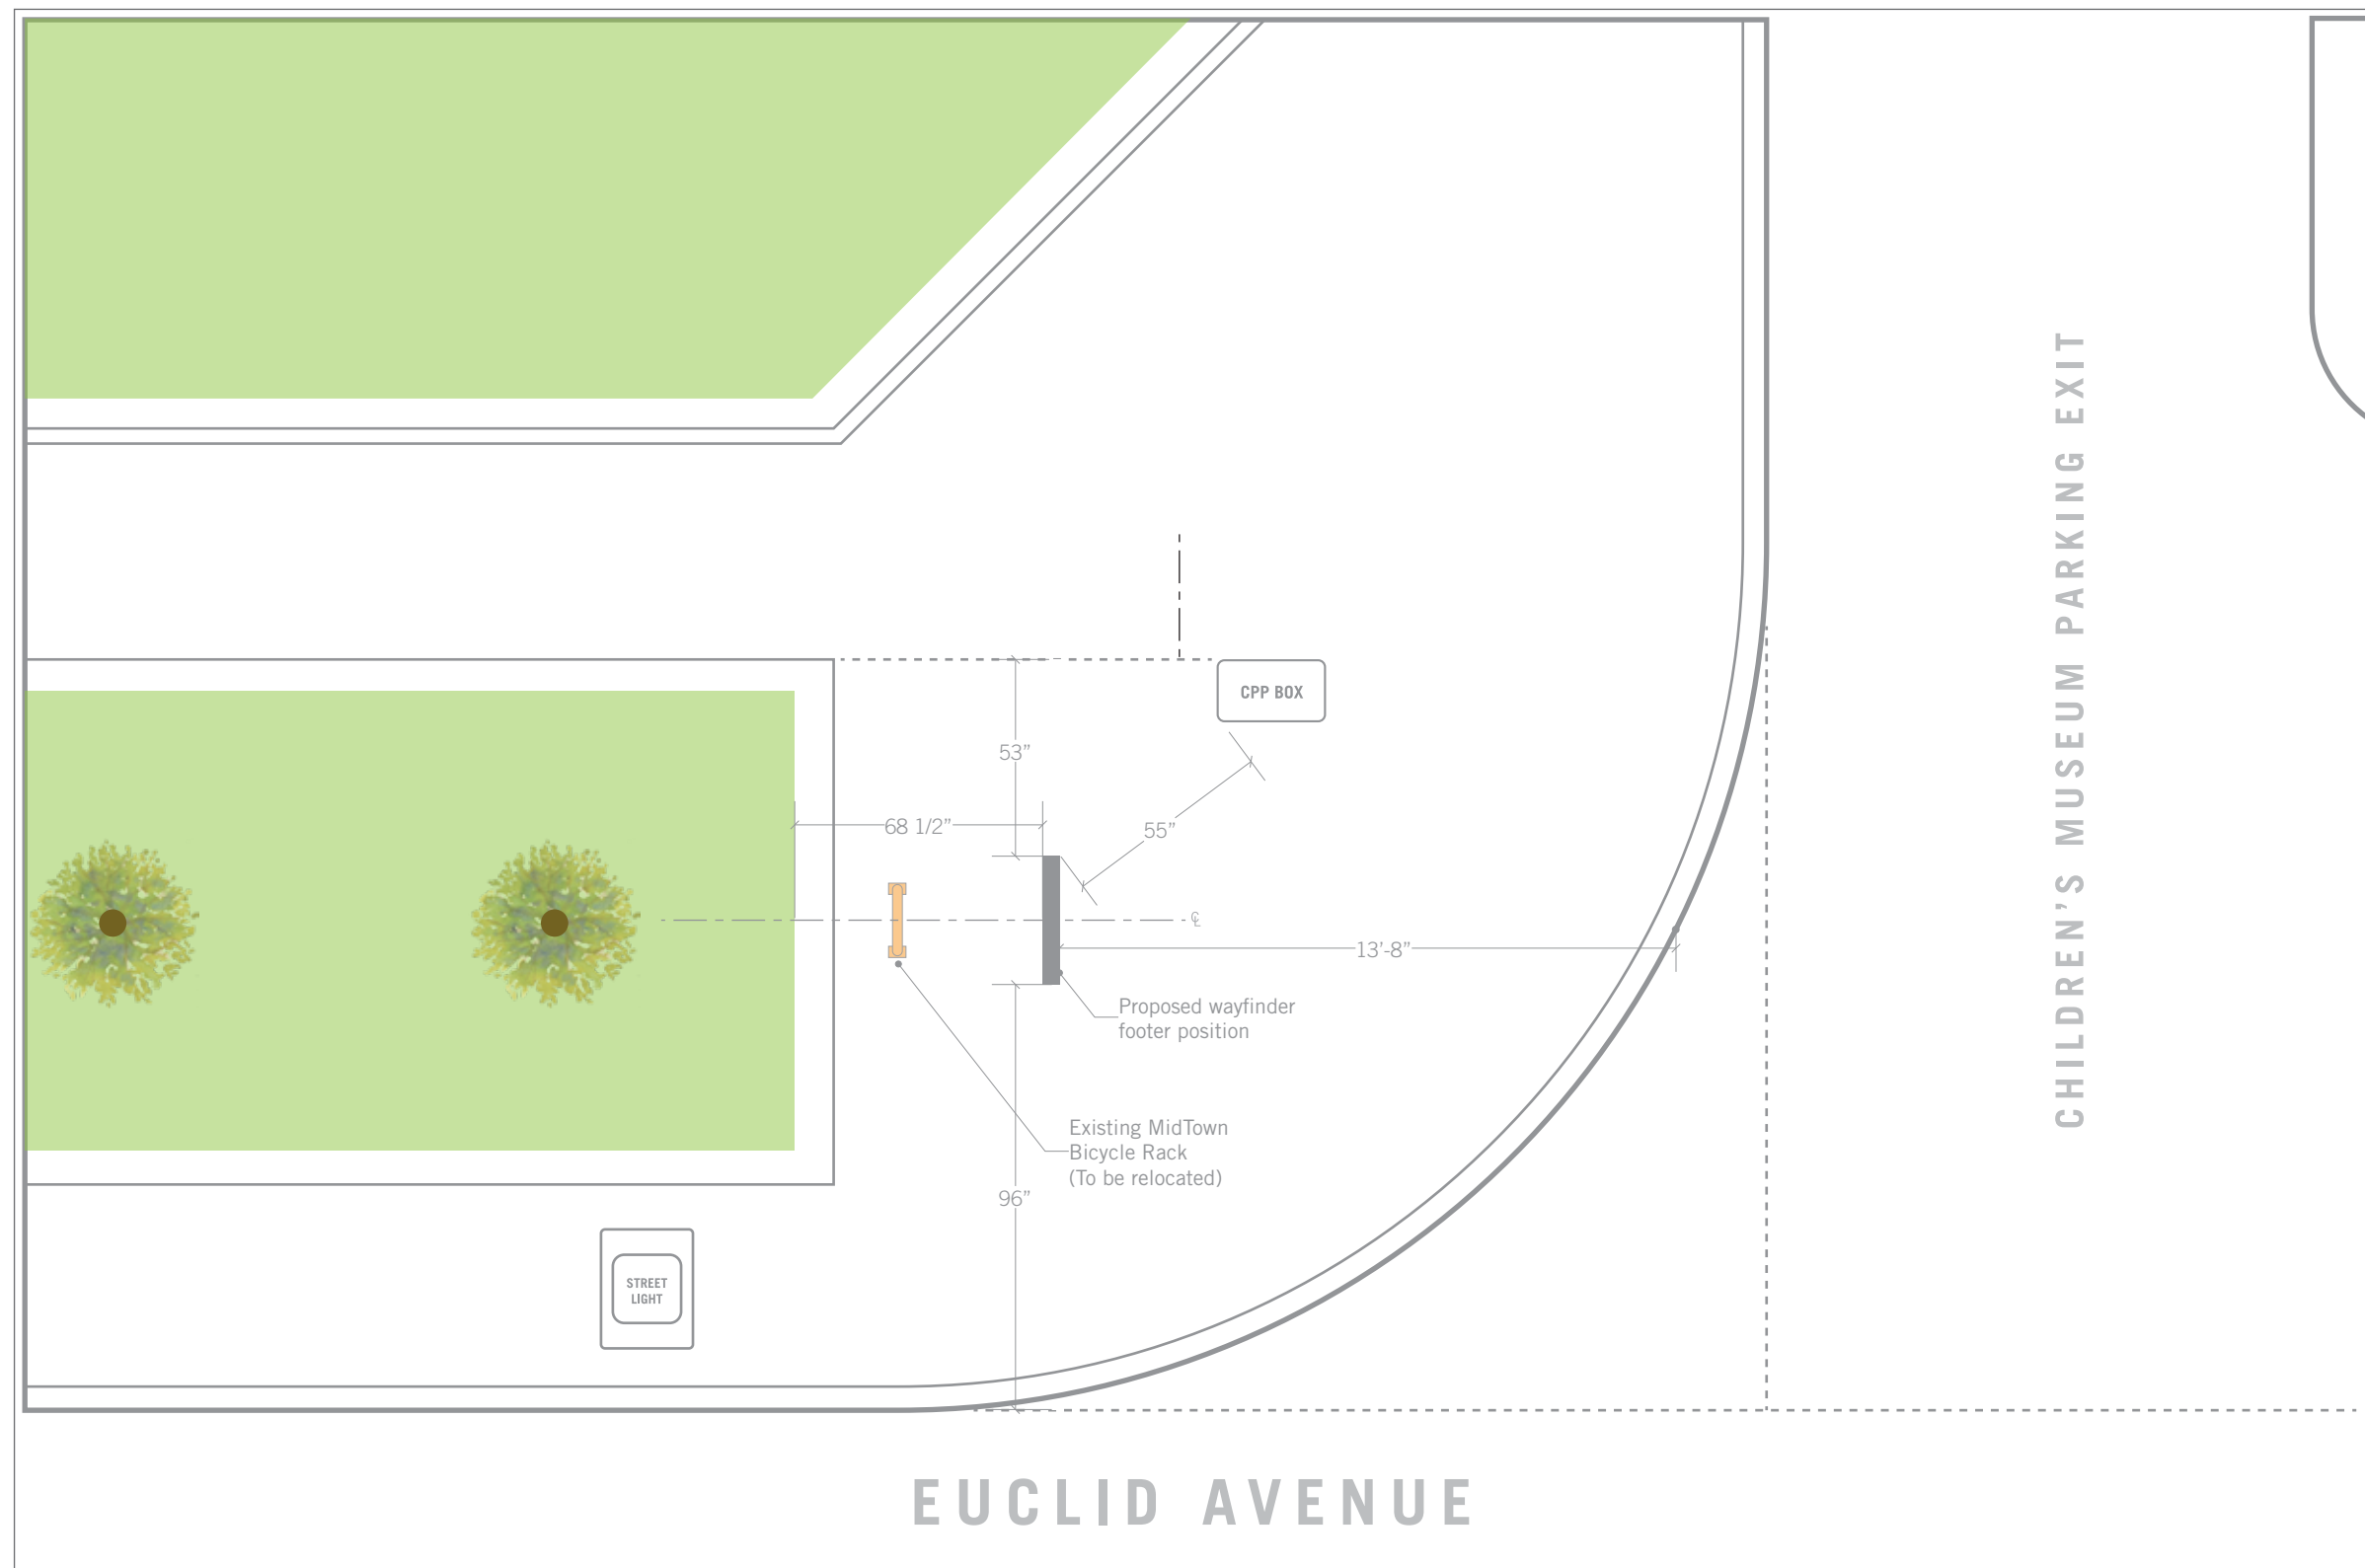 CHILDREN’S MUSEUM PARKING EXIT
CPP BOX
53”
68 1/2”
55”
℄
13’-8”
Proposed wayfinder
footer position
Existing MidTown
Bicycle Rack
(To be relocated)
96”
STREET
LIGHT
EUCLID AVENUE